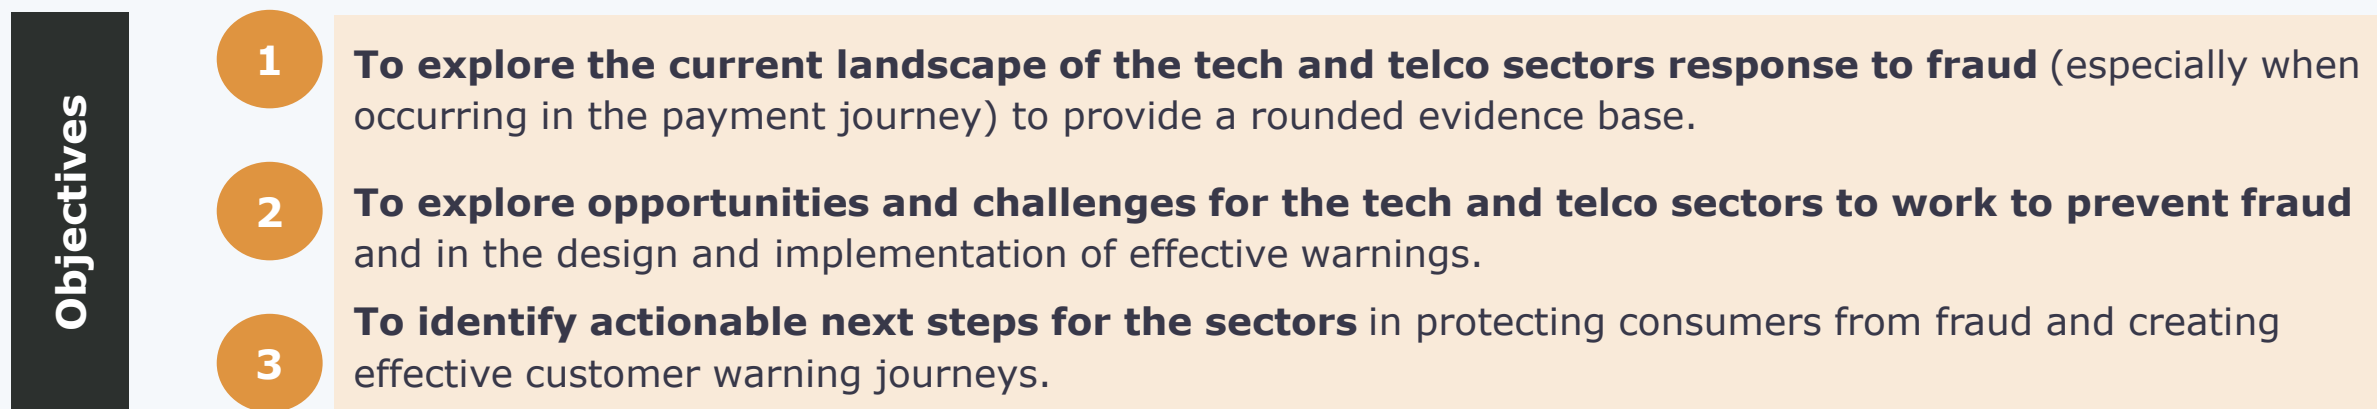 Objectives
1
To explore the current landscape of the tech and telco sectors response to fraud (especially when
occurring in the payment journey) to provide a rounded evidence base.
2
To explore opportunities and challenges for the tech and telco sectors to work to prevent fraud
and in the design and implementation of effective warnings.
3
To identify actionable next steps for the sectors in protecting consumers from fraud and creating
effective customer warning journeys.